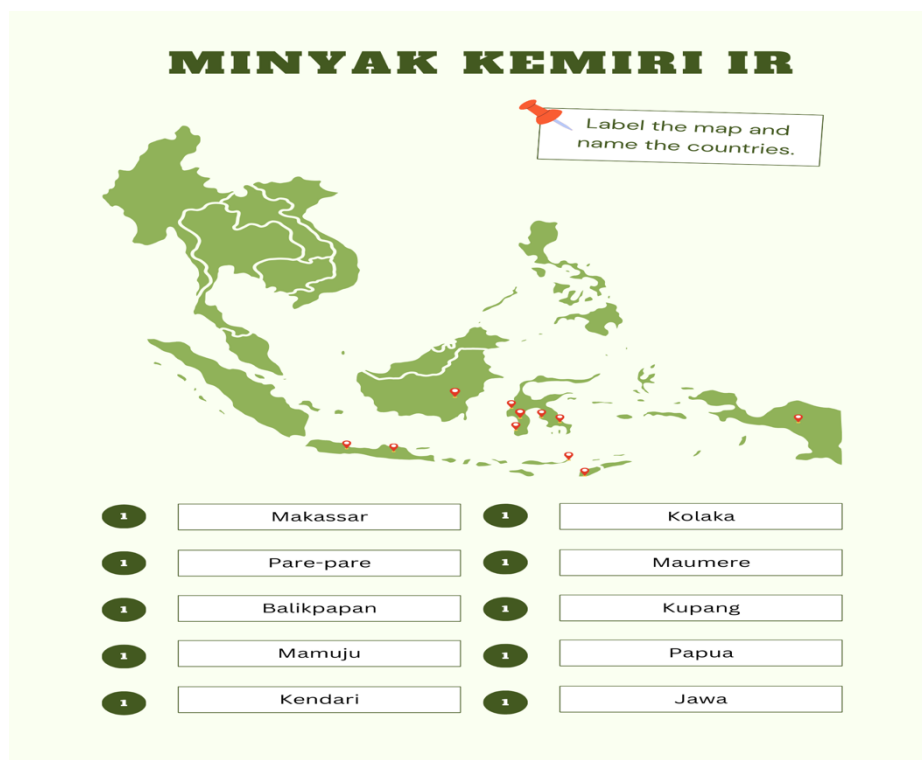 MINYAK KEMIRI IR
Label the map and
name the countries.
1 Makassar
1 Kolaka
1 Pare-pare
1 Maumere
1 Balikpapan
1 Kupang
1 Mamuju
1 Papua
1 Kendari
1 Jawa